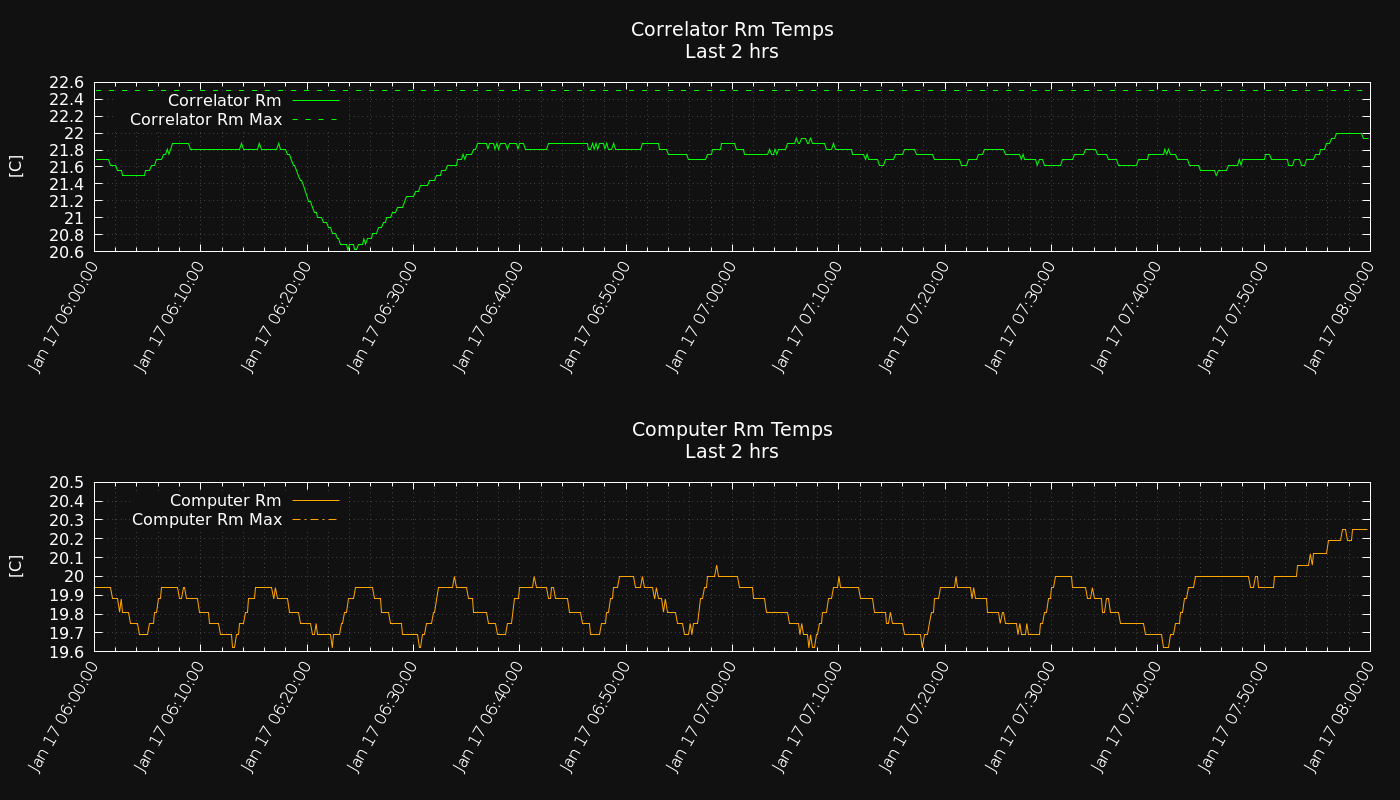 Correlator Rm Temps
Last 2 hrs
22.6
22.4
22.2
22
21.8
21.6
21.4
21.2
21
20.8
20.6
[C]
Correlator Rm
Correlator Rm Max
Jan 17 06:00:00
Jan 17 06:10:00
Jan 17 06:20:00
Jan 17 06:30:00
Jan 17 06:40:00
Jan 17 06:50:00
Jan 17 07:00:00
Jan 17 07:10:00
Jan 17 07:20:00
Jan 17 07:30:00
Jan 17 07:40:00
Jan 17 07:50:00
Jan 17 08:00:00
Computer Rm Temps
Last 2 hrs
20.5
20.4
20.3
20.2
20.1
20
19.9
19.8
19.7
19.6
[C]
Computer Rm
Computer Rm Max
Jan 17 06:00:00
Jan 17 06:10:00
Jan 17 06:20:00
Jan 17 06:30:00
Jan 17 06:40:00
Jan 17 06:50:00
Jan 17 07:00:00
Jan 17 07:10:00
Jan 17 07:20:00
Jan 17 07:30:00
Jan 17 07:40:00
Jan 17 07:50:00
Jan 17 08:00:00